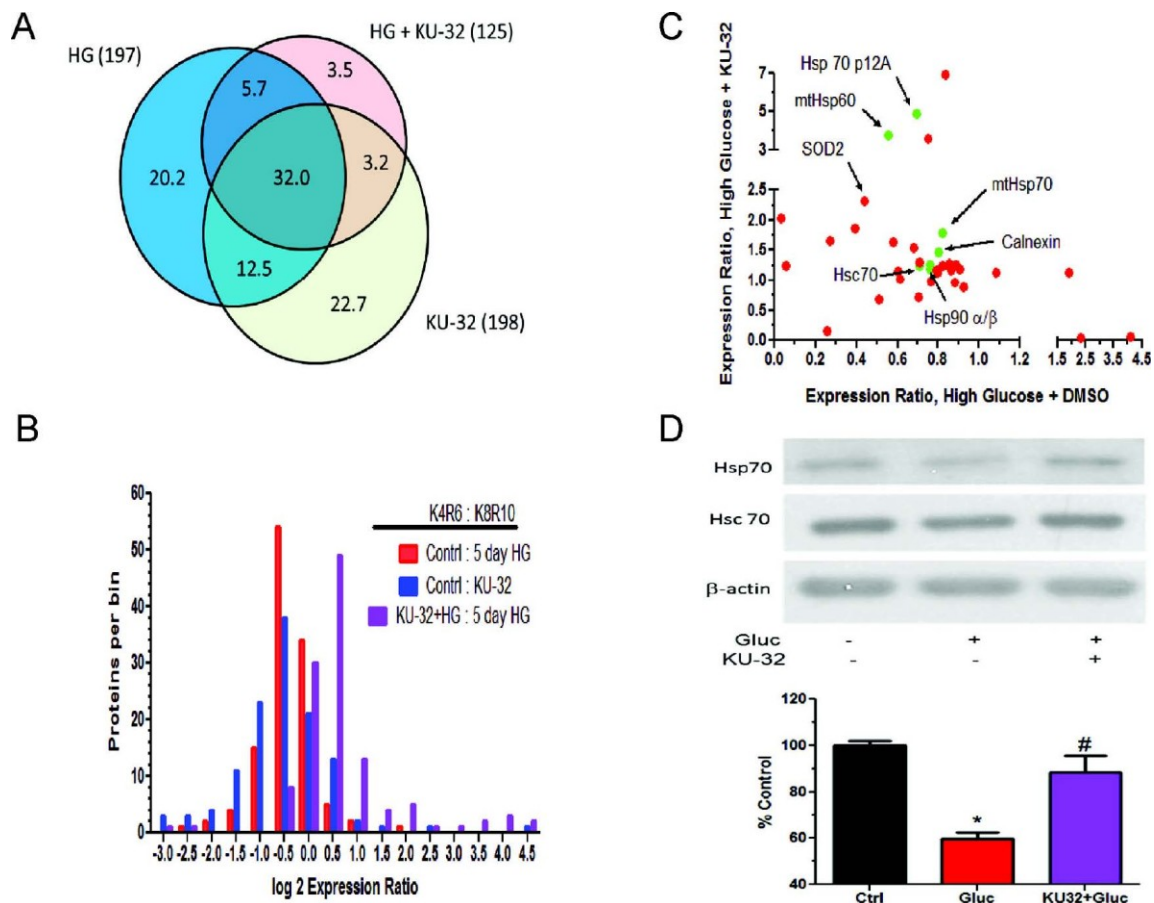 A
HG (197)
HG + KU-32 (125)
5.7
3.5
20.2
32.0
3.2
12.5
22.7
KU-32 (198)
B
Proteins per bin
60
50
40
30
20
10
0
K4R6 : K8R10
Contrl : 5 day HG
Contrl : KU-32
KU-32+HG : 5 day HG
-3.0 -2.5 -2.0 -1.5 -1.0 -0.5 0.0 0.5 1.0 1.5 2.0 2.5 3.0 3.5 4.0 4.5
log 2 Expression Ratio
C
Expression Ratio, High Glucose + KU-32
7
5
3
2.5
2.0
1.5
1.0
0.5
0.0
Hsp 70 p12A
mtHsp60
SOD2
mtHsp70
Calnexin
Hsc70
Hsp90 α/β
0.0 0.2 0.4 0.6 0.8 1.0 1.2 1.5 2.0 2.5 3.0 3.5 4.0 4.5
Expression Ratio, High Glucose + DMSO
D
Hsp70
Hsc 70
β-actin
Gluc - + +
KU-32 - - +
% Control
120
100
80
60
40
*
#
Ctrl Gluc KU32+Gluc